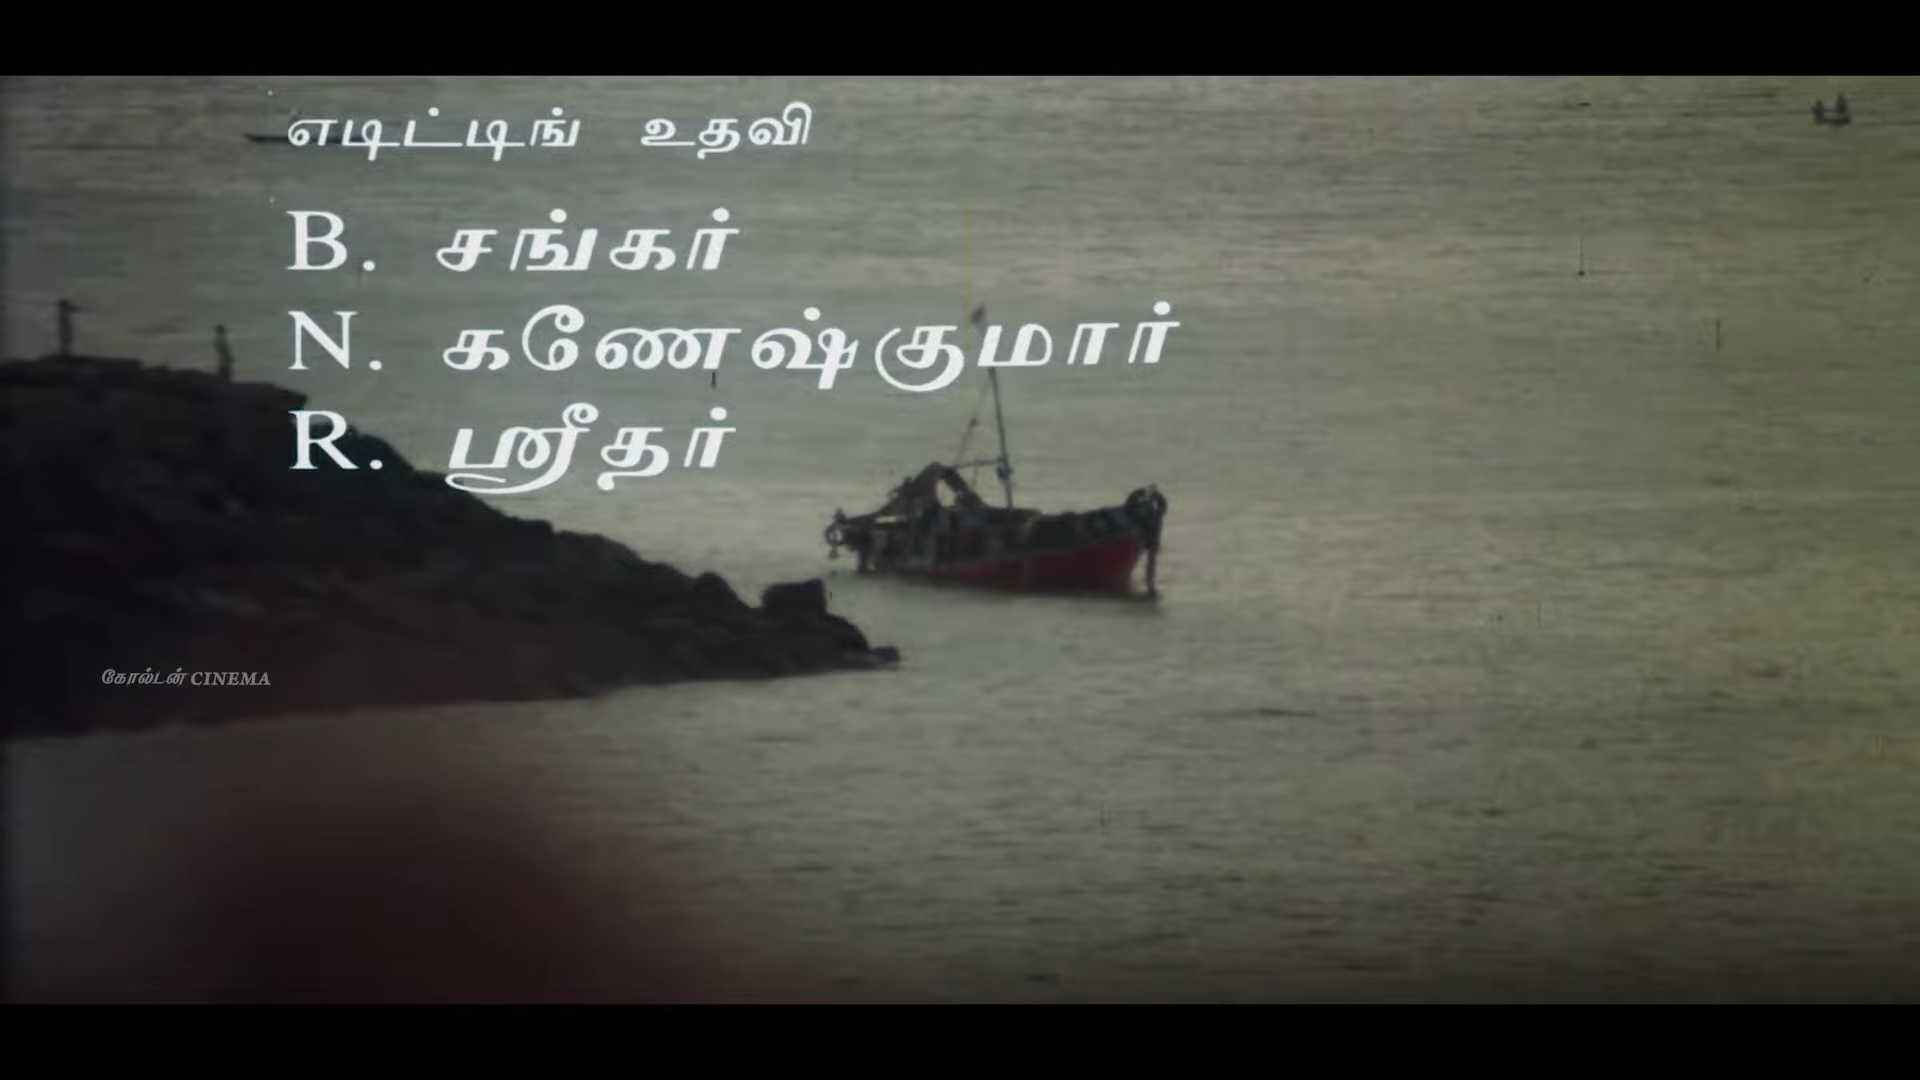 எடிட்டிங் உதவி
B. சங்கர்
N. கணேஷ்குமார்
R. ஸ்ரீதர்
கோல்டன் CINEMA